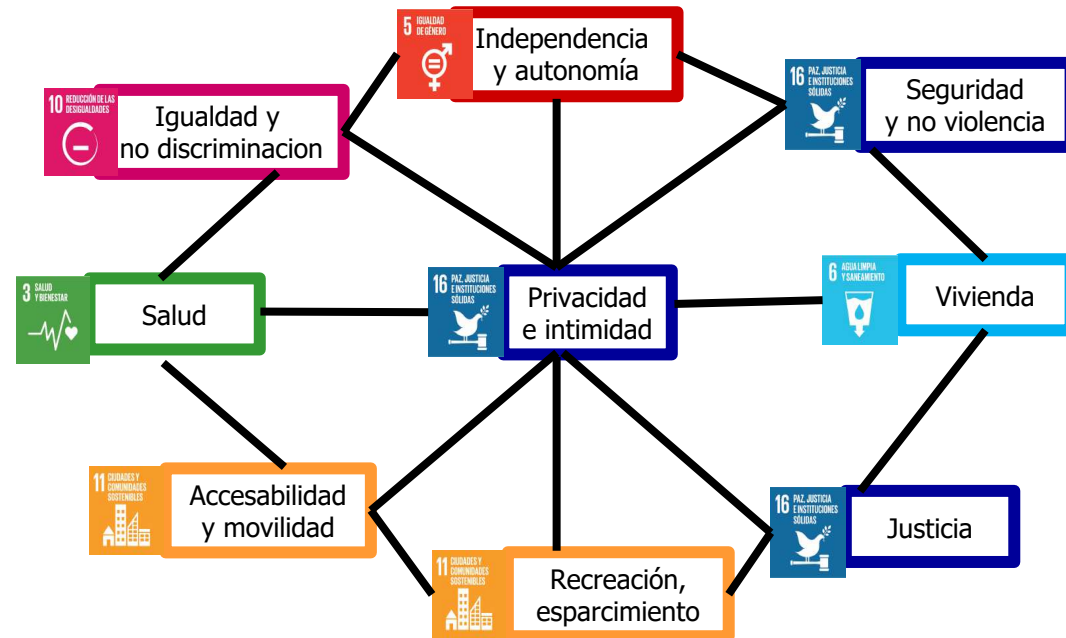 5 IGUALDAD
DE GÉNERO
Independencia
y autonomía
10 REDUCCIÓN DE LAS
DESIGUALDADES
Igualdad y
no discriminacion
16 PAZ, JUSTICIA
E INSTITUCIONES
SÓLIDAS
Seguridad
y no violencia
3 SALUD
Y BIENESTAR
Salud
16 PAZ, JUSTICIA
E INSTITUCIONES
SÓLIDAS
Privacidad
e intimidad
6 AGUA LIMPIA
Y SANEAMIENTO
Vivienda
11 CIUDADES Y
COMUNIDADES
SOSTENIBLES
Accesabilidad
y movilidad
11 CIUDADES Y
COMUNIDADES
SOSTENIBLES
Recreación,
esparcimiento
16 PAZ, JUSTICIA
E INSTITUCIONES
SÓLIDAS
Justicia